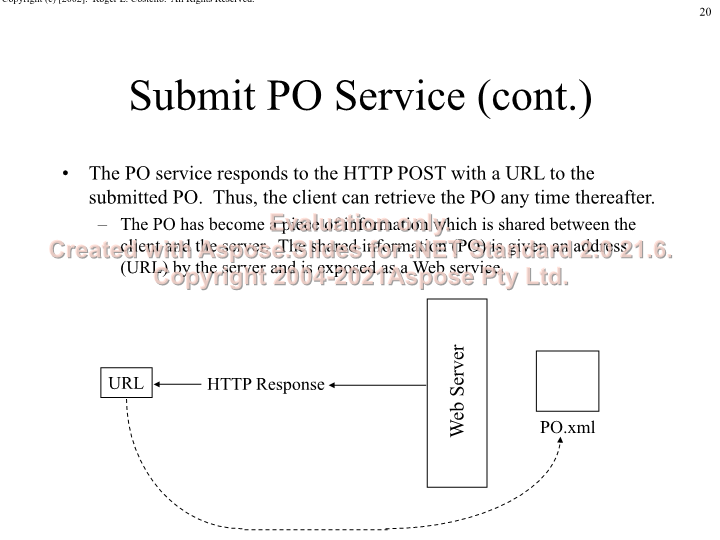 Copyright (c) [2002]. Roger L. Costello. All Rights Reserved.
20
Submit PO Service (cont.)
• The PO service responds to the HTTP POST with a URL to the
submitted PO. Thus, the client can retrieve the PO any time thereafter.
– The PO has become a piece of information which is shared between the
client and the server. The shared information (PO) is given an address
(URL) by the server and is exposed as a Web service.
Evaluation only.
Created with Aspose.Slides for .NET Standard 2.0 21.6.
Copyright 2004-2021Aspose Pty Ltd.
URL
HTTP Response
Web Server
PO.xml